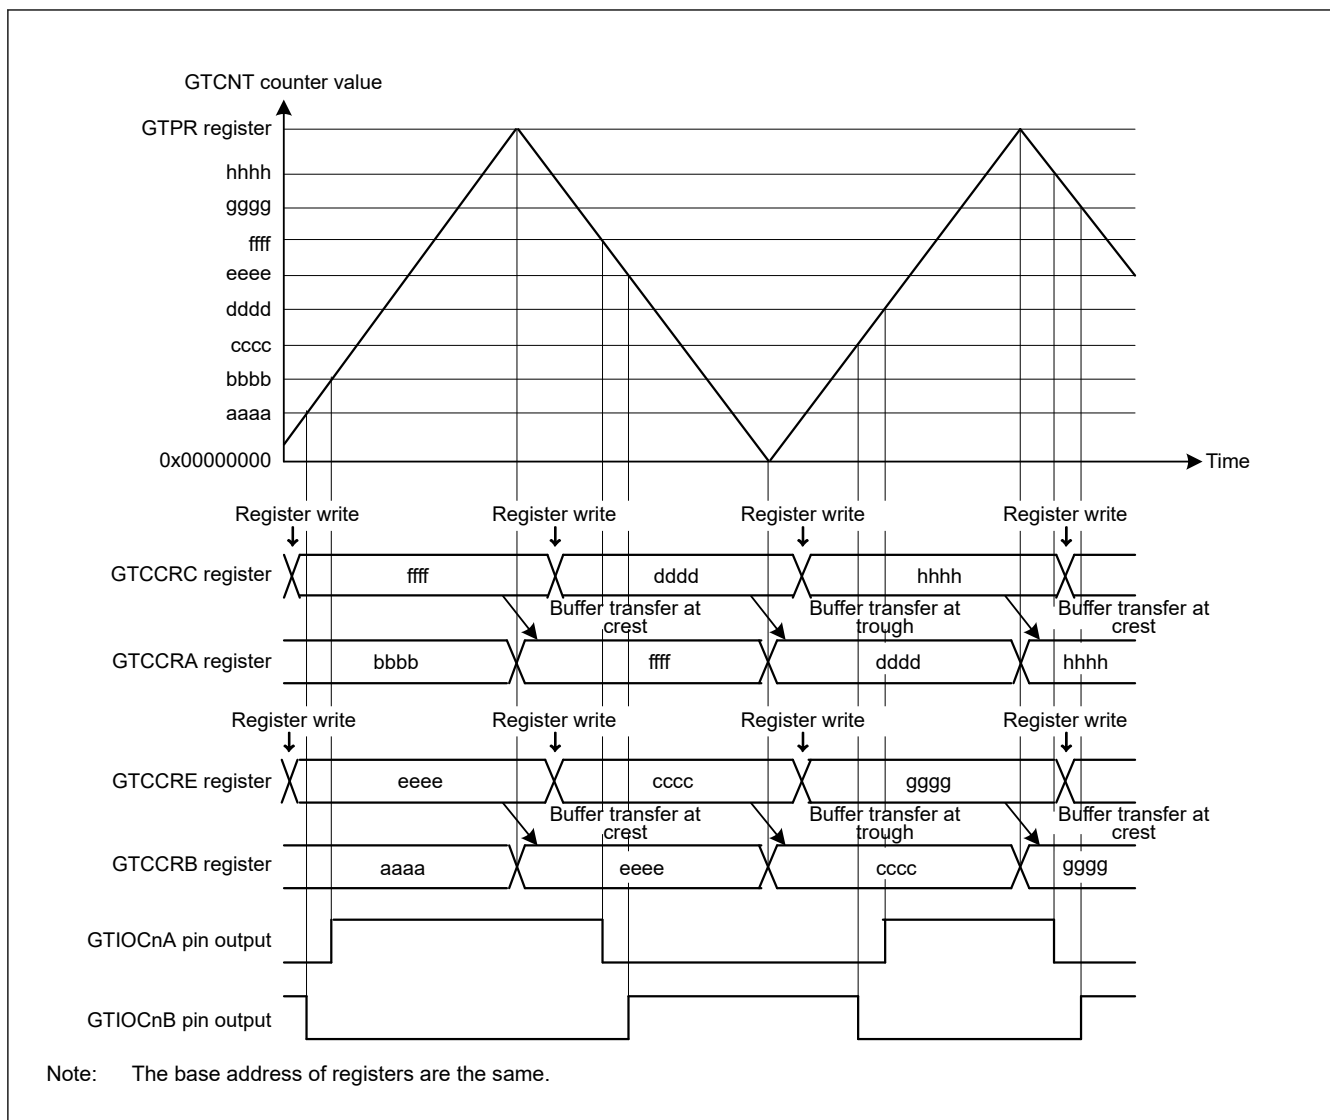 GTCNT counter value
GTPR register
hhhh
gggg
ffff
eeee
dddd
cccc
bbbb
aaaa
0x00000000
Time
Register write Register write Register write Register write
GTCCRC register ffff dddd hhhh
Buffer transfer at crest Buffer transfer at trough Buffer transfer at crest
GTCCRA register bbbb ffff dddd hhhh
Register write Register write Register write Register write
GTCCRE register eeee cccc gggg
Buffer transfer at crest Buffer transfer at trough Buffer transfer at crest
GTCCRB register aaaa eeee cccc gggg
GTIOCnA pin output
GTIOCnB pin output
Note: The base address of registers are the same.